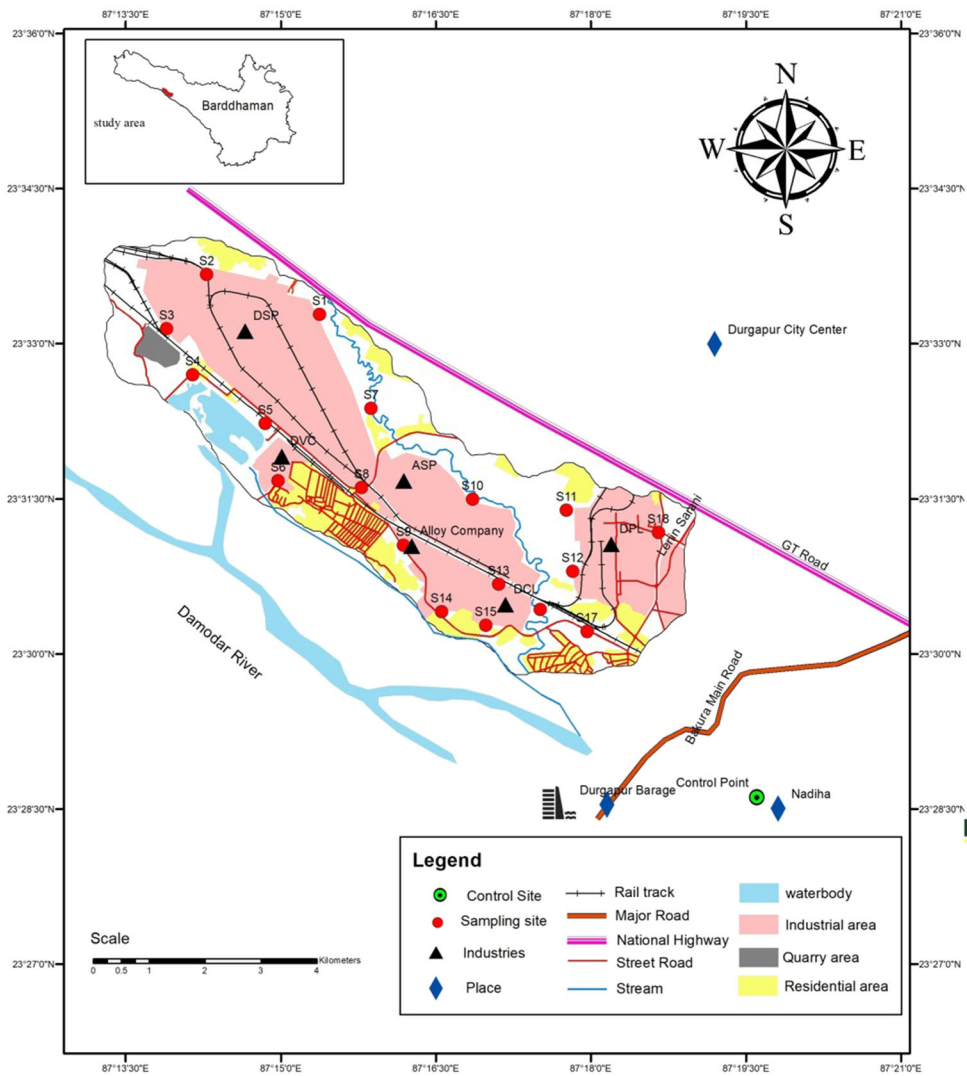 87°13'30"E
87°15'0"E
87°16'30"E
87°18'0"E
87°19'30"E
87°21'0"E
23°36'0"N
23°36'0"N
Barddhaman
study area
N
W
E
S
23°34'30"N
23°34'30"N
S2
S1
DSP
S3
23°33'0"N
Durgapur City Center
23°33'0"N
S4
S7
S5
DVC
ASP
S6
S8
S10
23°31'30"N
23°31'30"N
S11
S18
Lenin Sarani
S9
Alloy Company
DPL
GT Road
S12
S13
DCL
S14
S15
S17
Damodar River
23°30'0"N
23°30'0"N
Bakura Main Road
Durgapur Barage
Control Point
Nadiha
23°28'30"N
23°28'30"N
Legend
Control Site
Sampling site
Industries
Place
Rail track
Major Road
National Highway
Street Road
Stream
waterbody
Industrial area
Quarry area
Residential area
Scale
0 0.5 1 2 3 4 Kilometers
23°27'0"N
23°27'0"N
87°13'30"E
87°15'0"E
87°16'30"E
87°18'0"E
87°19'30"E
87°21'0"E